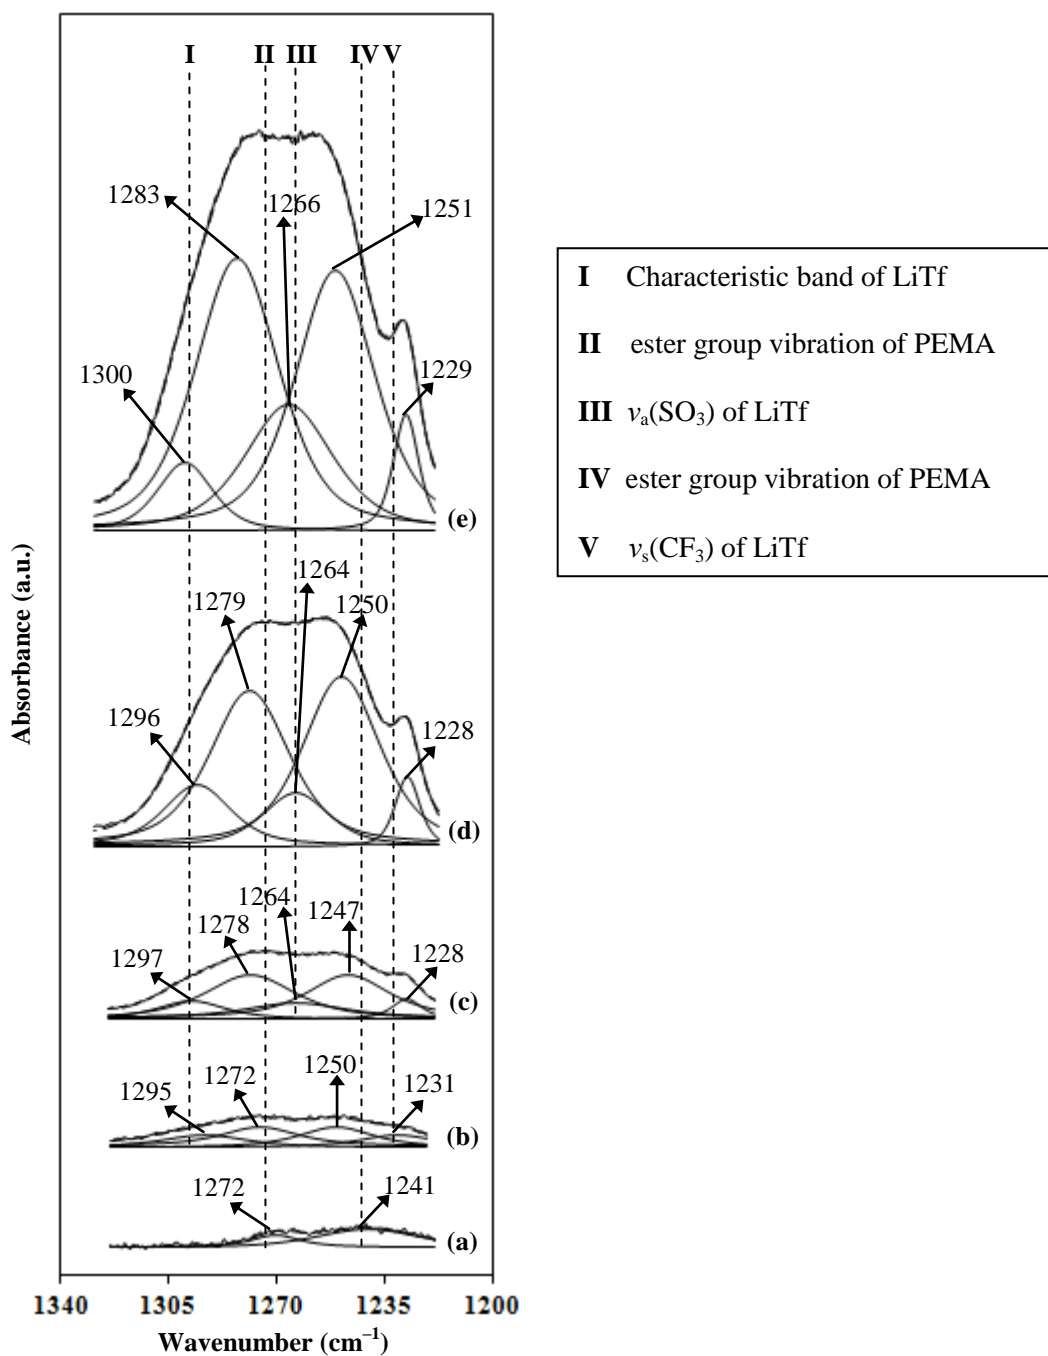 I II III IV V
1283 1266 1251
1300 1229
(e)
1279 1264 1250
1296 1228
(d)
1264 1247
1278
1297 1228
(c)
1272 1250
1295 1231
(b)
1272 1241
(a)
1340 1305 1270 1235 1200
Wavenumber (cm⁻¹)
Absorbance (a.u.)
I Characteristic band of LiTf
II ester group vibration of PEMA
III νa(SO3) of LiTf
IV ester group vibration of PEMA
V νs(CF3) of LiTf